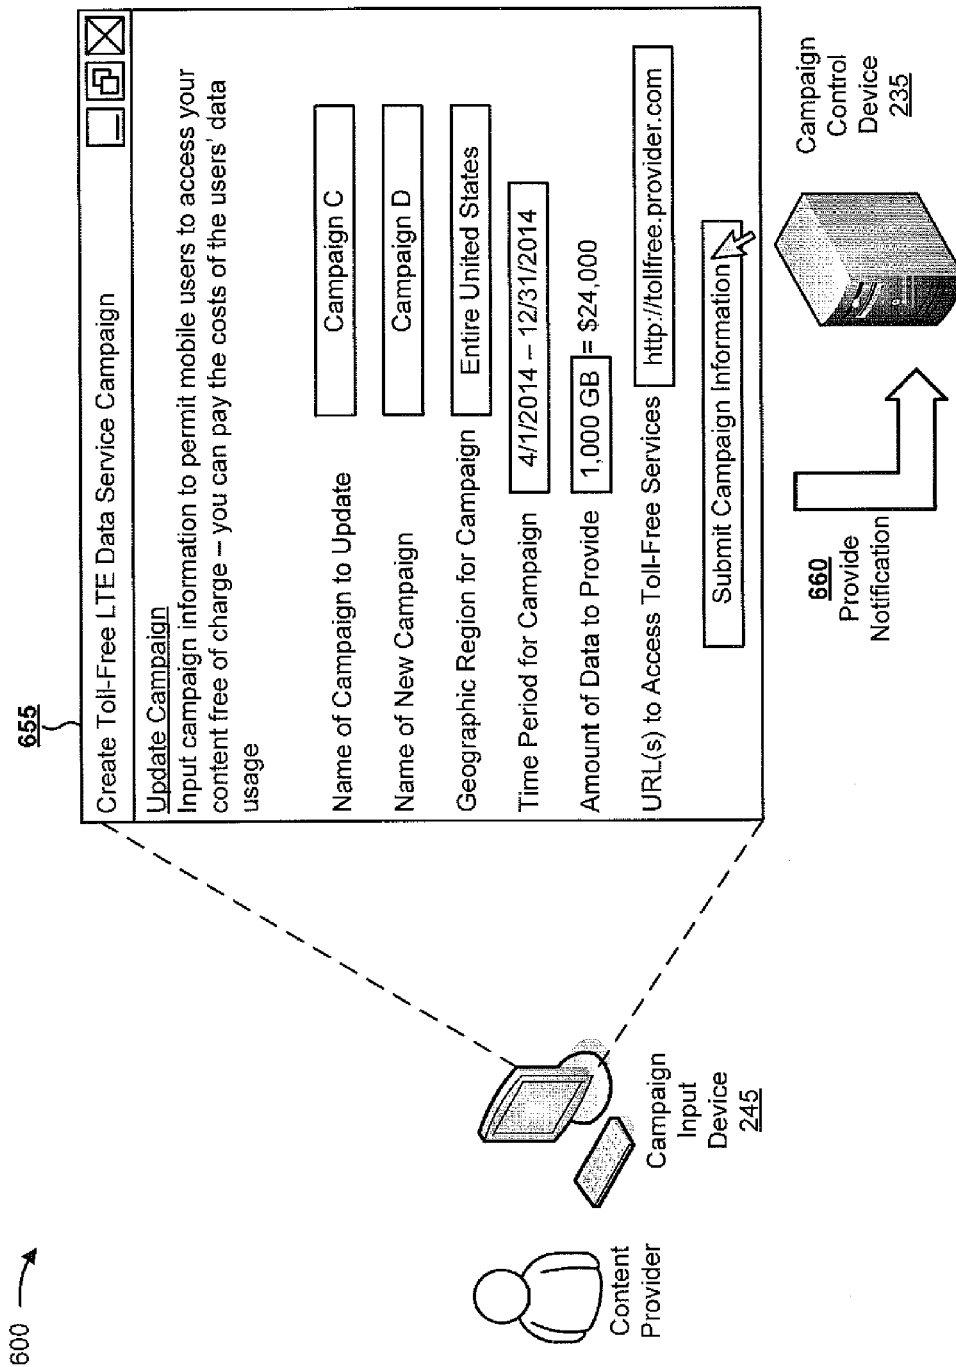 600
655
Create Toll-Free LTE Data Service Campaign
Update Campaign
Input campaign information to permit mobile users to access your
content free of charge – you can pay the costs of the users' data
usage
Name of Campaign to Update Campaign C
Name of New Campaign Campaign D
Geographic Region for Campaign Entire United States
Time Period for Campaign 4/1/2014 – 12/31/2014
Amount of Data to Provide 1,000 GB = $24,000
URL(s) to Access Toll-Free Services http://tollfree.provider.com
Submit Campaign Information
Content
Provider
Campaign
Input
Device
245
660
Provide
Notification
Campaign
Control
Device
235